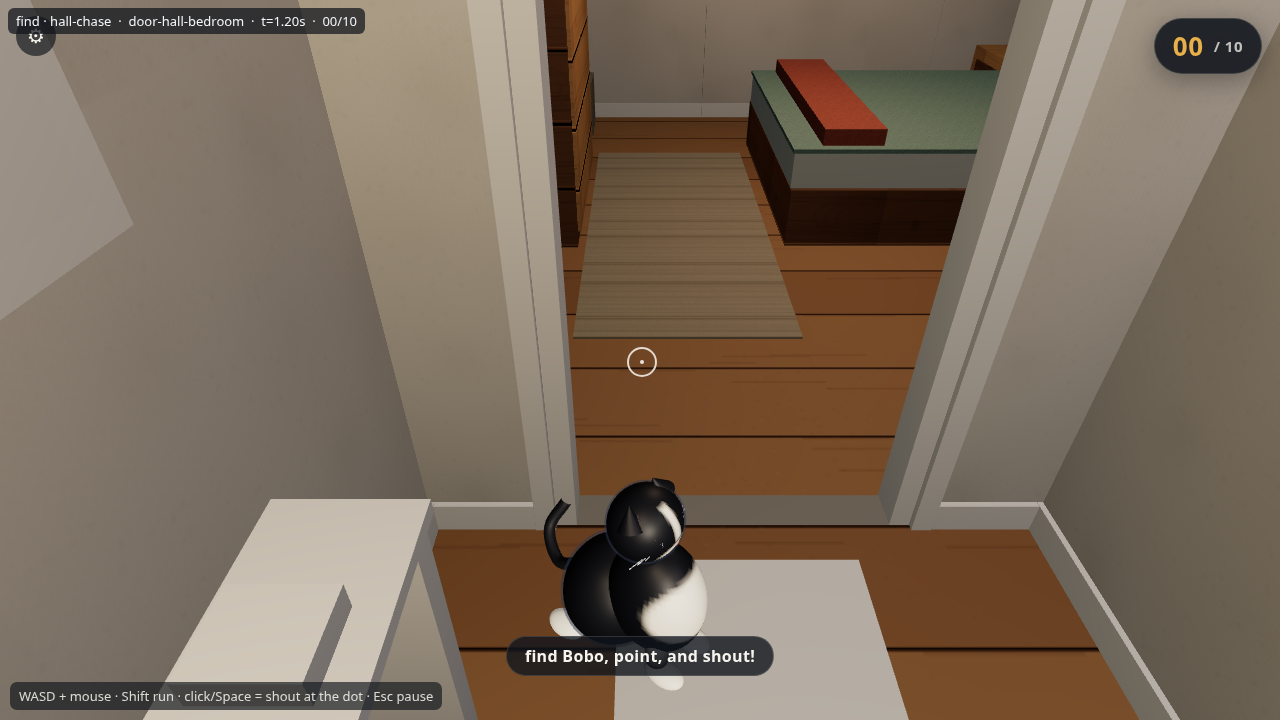 find · hall-chase · door-hall-bedroom · t=1.20s · 00/10
00 / 10
find Bobo, point, and shout!
WASD + mouse · Shift run · click/Space = shout at the dot · Esc pause